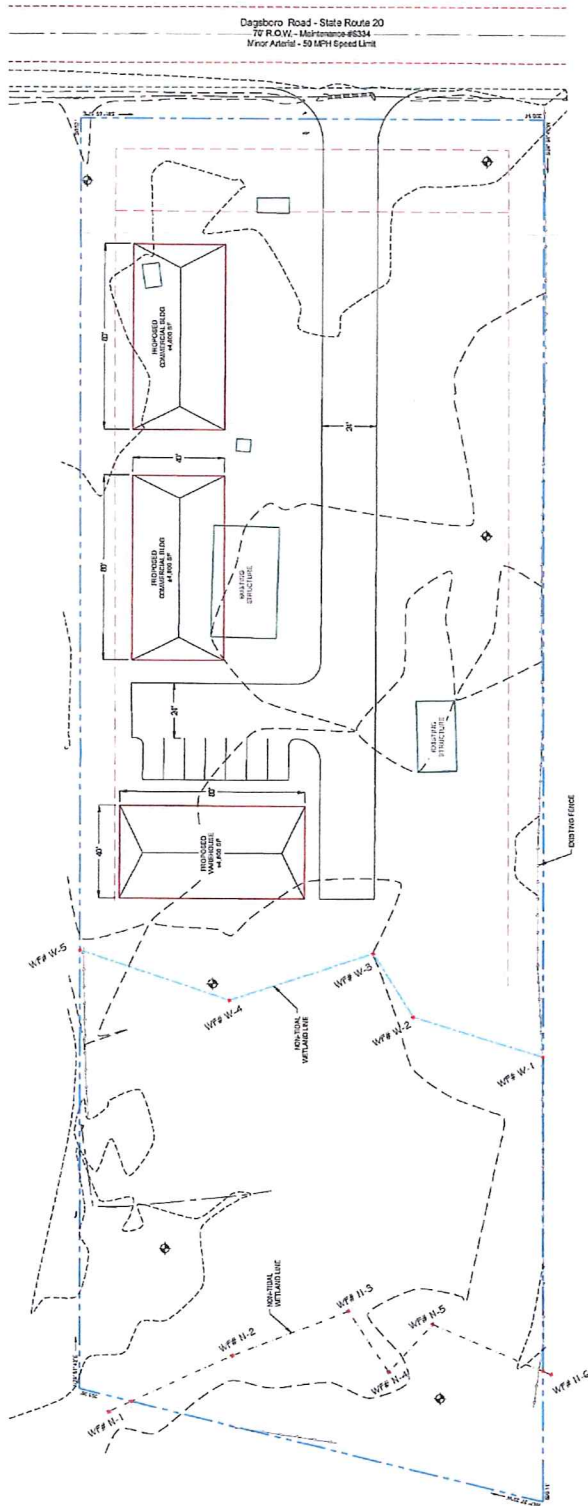 Dagsboro Road - State Route 20
70' R.O.W. - Maintenance #S334
Minor Arterial - 50 MPH Speed Limit
80'
PROPOSED
COMMERCIAL BLDG
±4,800 SF
24'
40'
80'
PROPOSED
COMMERCIAL BLDG
±4,800 SF
EXISTING
STRUCTURE
24'
EXISTING
STRUCTURE
60'
40'
PROPOSED
WAREHOUSE
±4,800 SF
EXISTING FENCE
WF# W-5
WF# W-4
WF# W-3
NON-TIDAL
WETLAND LINE
WF# W-2
WF# W-1
NON-TIDAL
WETLAND LINE
WF# N-3
WF# N-2
WF# N-5
WF# N-4
WF# N-6
WF# N-1